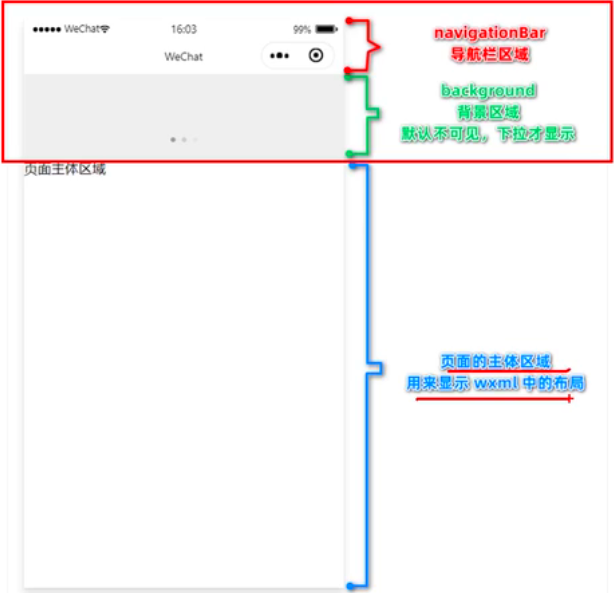 ●●●●● WeChat
16:03
99%
WeChat
navigationBar
导航栏区域
background
背景区域
默认不可见，下拉才显示
页面主体区域
页面的主体区域
用来显示 wxml 中的布局